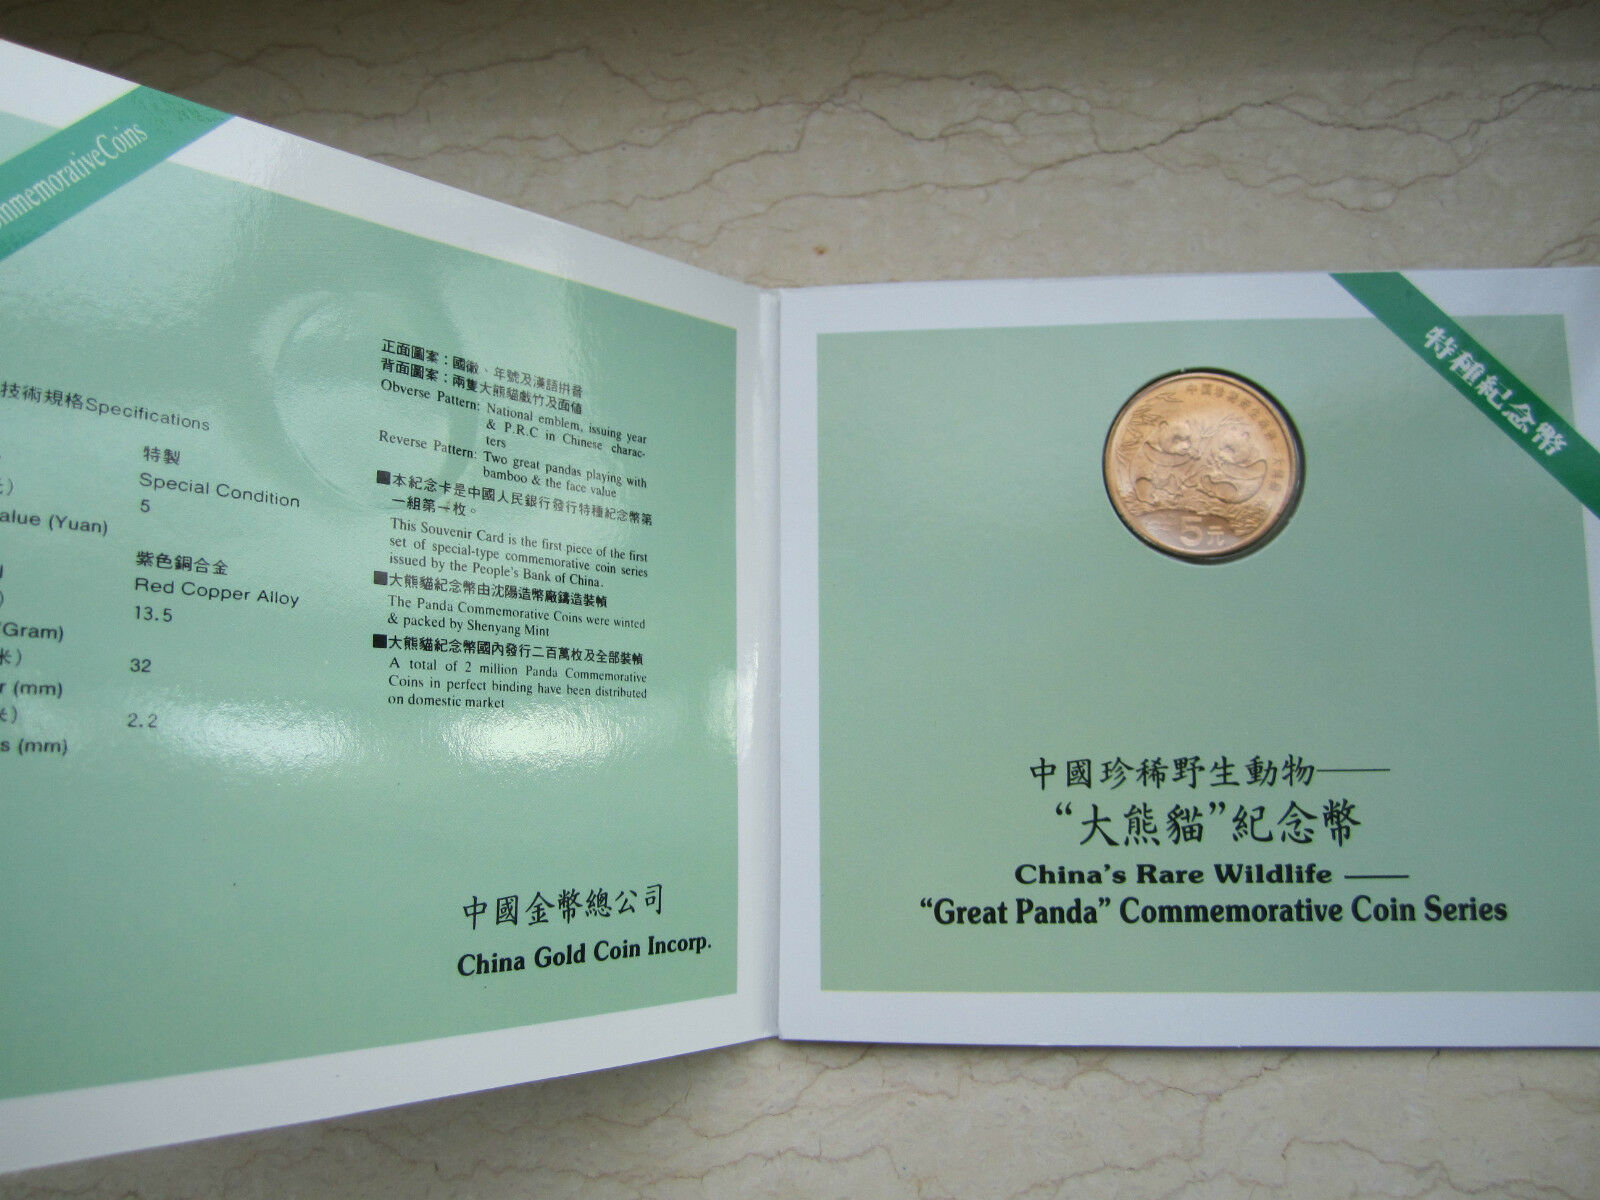 mmemorativeCoins
技術規格Specifications
特製
Special Condition
5
alue (Yuan)
紫色銅合金
Red Copper Alloy
13.5
Gram)
米）
32
r (mm)
2.2
s (mm)
正面圖案：國徽、年號及漢語拼音
背面圖案：兩隻大熊貓戲竹及面值
Obverse Pattern: National emblem, issuing year
& P.R.C in Chinese charac-
ters
Reverse Pattern: Two great pandas playing with
bamboo & the face value
■本紀念卡是中國人民銀行發行特種紀念幣第
一組第一枚。
This Souvenir Card is the first piece of the first
set of special-type commemorative coin series
issued by the People's Bank of China.
■大熊貓紀念幣由沈陽造幣廠鑄造裝幀
The Panda Commemorative Coins were winted
& packed by Shenyang Mint
■大熊貓紀念幣國內發行二百萬枚及全部裝幀
A total of 2 million Panda Commemorative
Coins in perfect binding have been distributed
on domestic market
中國金幣總公司
China Gold Coin Incorp.
特種紀念幣
5元
中國珍稀野生動物——
“大熊貓”紀念幣
China's Rare Wildlife ——
“Great Panda” Commemorative Coin Series